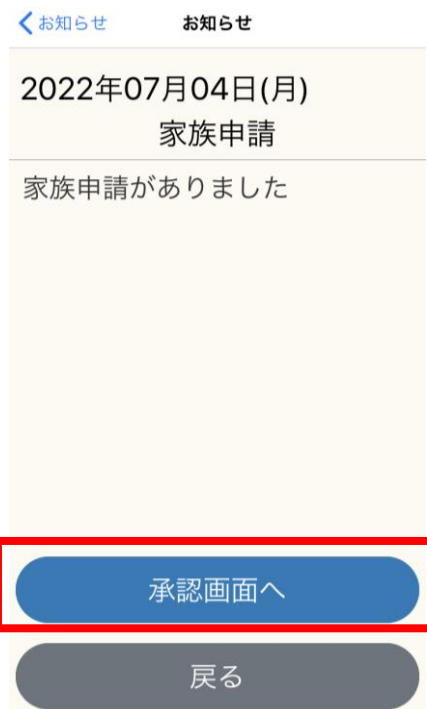 お知らせ お知らせ
2022年07月04日(月)
家族申請
家族申請がありました
承認画面へ
戻る